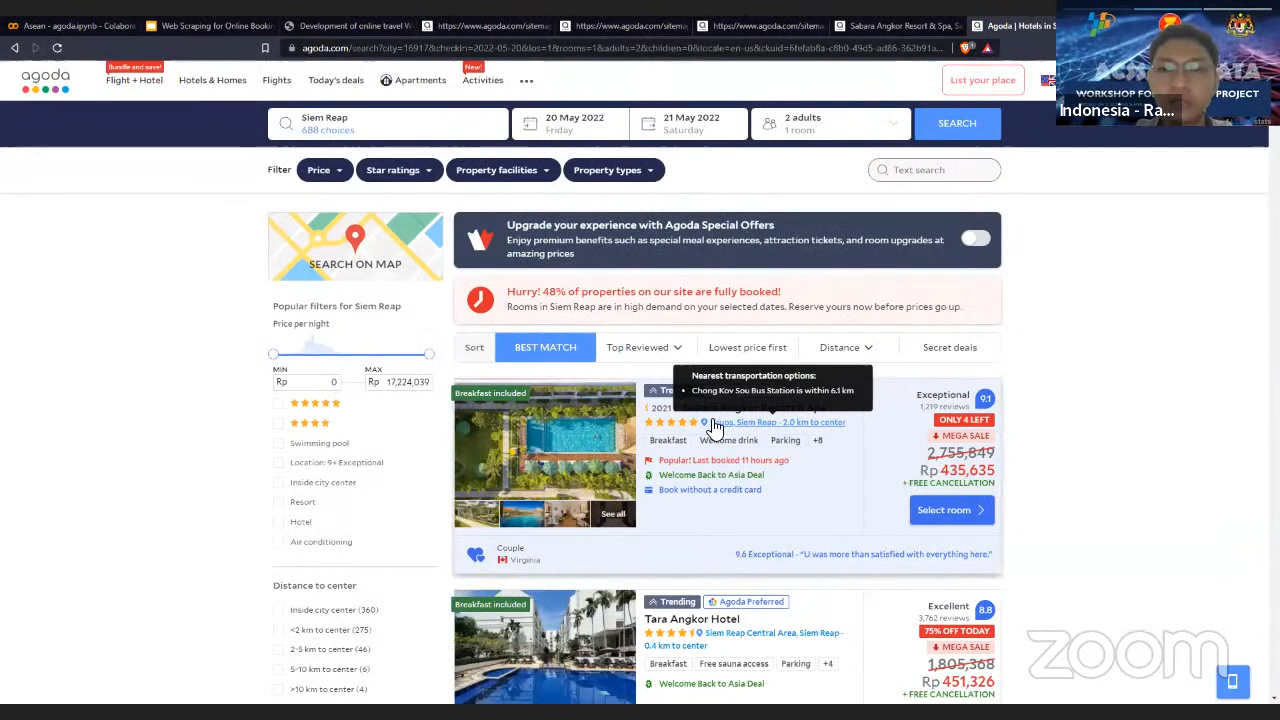 Asean - agoda.ipynb - Colabora
Web Scraping for Online Bookin
Development of online travel W
https://www.agoda.com/sitemap
https://www.agoda.com/sitemap
https://www.agoda.com/sitemap
Sabara Angkor Resort & Spa, Si
Agoda | Hotels in S
agoda.com/search?city=16917&checkin=2022-05-20&los=1&rooms=1&adults=2&children=0&locale=en-us&ckuid=
agoda
Bundle and save!
Flight + Hotel
Hotels & Homes
Flights
Today's deals
Apartments
New!
Activities
List your place
WORKSHOP FO
PROJECT
Indonesia - Ra...
Siem Reap
688 choices
20 May 2022
Friday
21 May 2022
Saturday
2 adults
1 room
SEARCH
Filter
Price
Star ratings
Property facilities
Property types
Text search
SEARCH ON MAP
Upgrade your experience with Agoda Special Offers
Enjoy premium benefits such as special meal experiences, attraction tickets, and room upgrades at
amazing prices
Hurry! 48% of properties on our site are fully booked!
Rooms in Siem Reap are in high demand on your selected dates. Reserve yours now before prices go up.
Popular filters for Siem Reap
Price per night
MIN
MAX
Rp 0
Rp 17,224,039
Swimming pool
Location: 9+ Exceptional
Inside city center
Resort
Hotel
Air conditioning
Distance to center
Inside city center (360)
<2 km to center (275)
2-5 km to center (46)
5-10 km to center (6)
>10 km to center (4)
Sort
BEST MATCH
Top Reviewed
Lowest price first
Distance
Secret deals
Breakfast included
See all
Nearest transportation options:
• Chong Kov Sou Bus Station is within 6.1 km
2021
Siem Reap - 2.0 km to center
Breakfast
Welcome drink
Parking
+8
Popular! Last booked 11 hours ago
Welcome Back to Asia Deal
Book without a credit card
Exceptional
1,219 reviews
9.1
ONLY 4 LEFT
MEGA SALE
2,755,849
Rp 435,635
+ FREE CANCELLATION
Select room
Couple
Virginia
9.6 Exceptional - “U was more than satisfied with everything here.”
Breakfast included
Trending
Agoda Preferred
Tara Angkor Hotel
Siem Reap Central Area, Siem Reap -
0.4 km to center
Breakfast
Free sauna access
Parking
+4
Welcome Back to Asia Deal
Excellent
3,762 reviews
8.8
75% OFF TODAY
MEGA SALE
1,805,368
Rp 451,326
+ FREE CANCELLATION
zoom